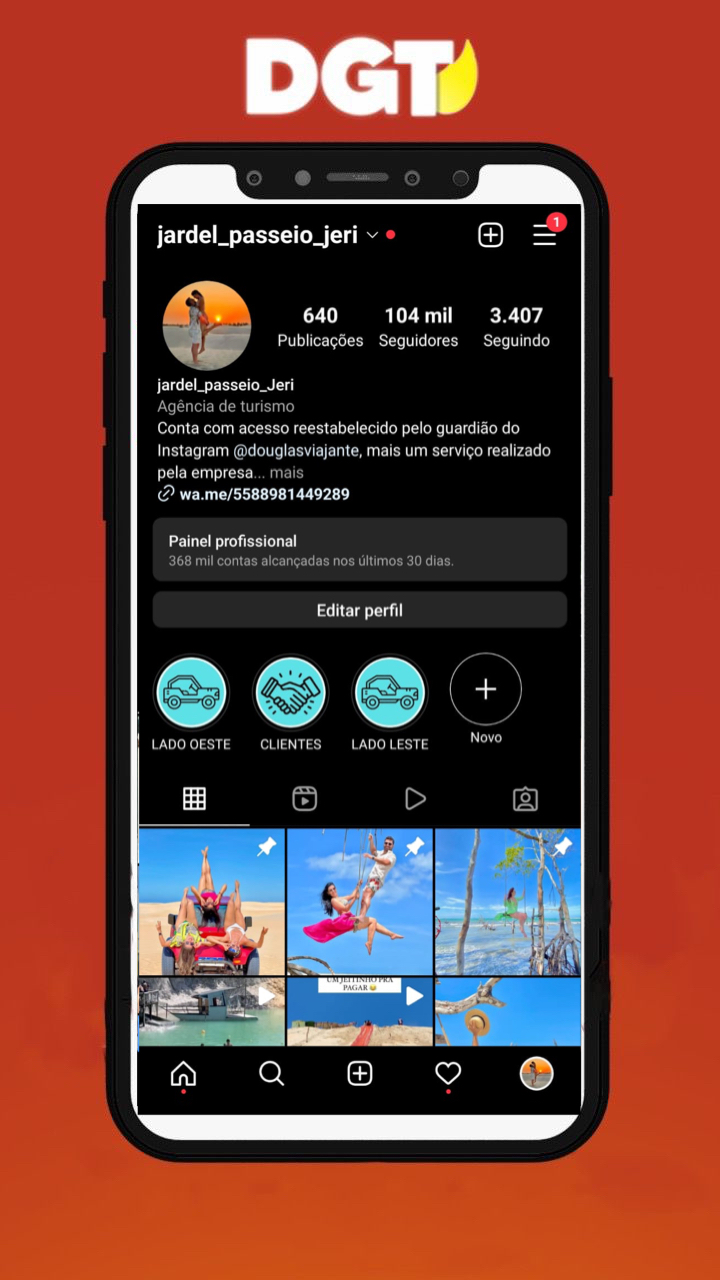 DGT
jardel_passeio_jeri
1
640
104 mil
3.407
Publicações
Seguidores
Seguindo
jardel_passeio_Jeri
Agência de turismo
Conta com acesso reestabelecido pelo guardião do
Instagram @douglasviajante, mais um serviço realizado
pela empresa... mais
wa.me/5588981449289
Painel profissional
368 mil contas alcançadas nos últimos 30 dias.
Editar perfil
LADO OESTE
CLIENTES
LADO LESTE
Novo
UM JEITINHO PRA
PAGAR